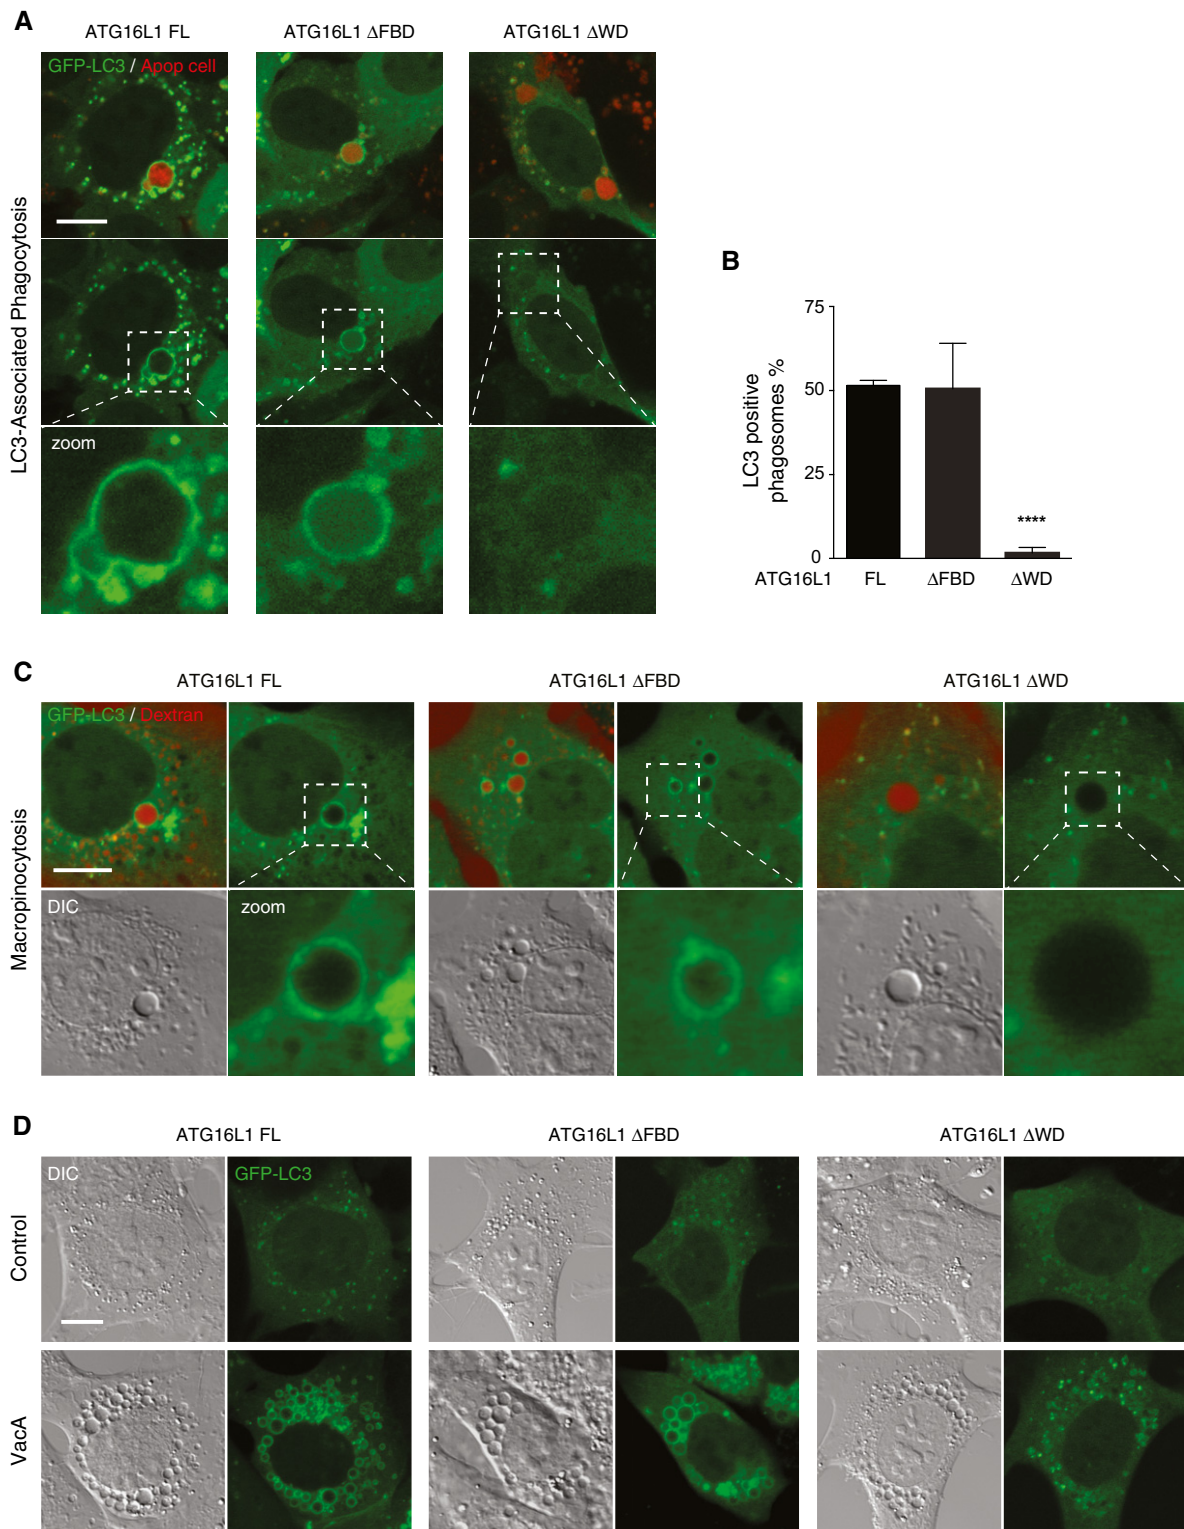 A
ATG16L1 FL
ATG16L1 ΔFBD
ATG16L1 ΔWD
GFP-LC3 / Apop cell
LC3-Associated Phagocytosis
zoom
B
LC3 positive
phagosomes %
75
50
25
0
****
ATG16L1 FL ΔFBD ΔWD
C
ATG16L1 FL
ATG16L1 ΔFBD
ATG16L1 ΔWD
GFP-LC3 / Dextran
Macropinocytosis
DIC
zoom
D
ATG16L1 FL
ATG16L1 ΔFBD
ATG16L1 ΔWD
DIC
GFP-LC3
Control
VacA